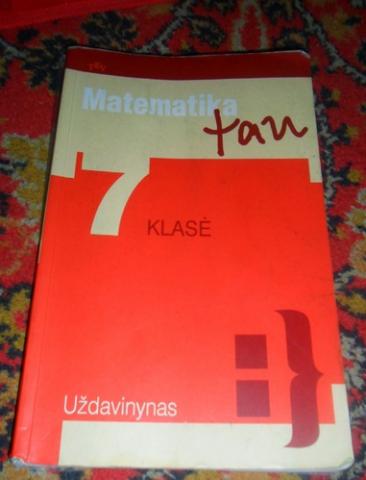 Matematika
tau
7
KLASĖ
Uždavinynas